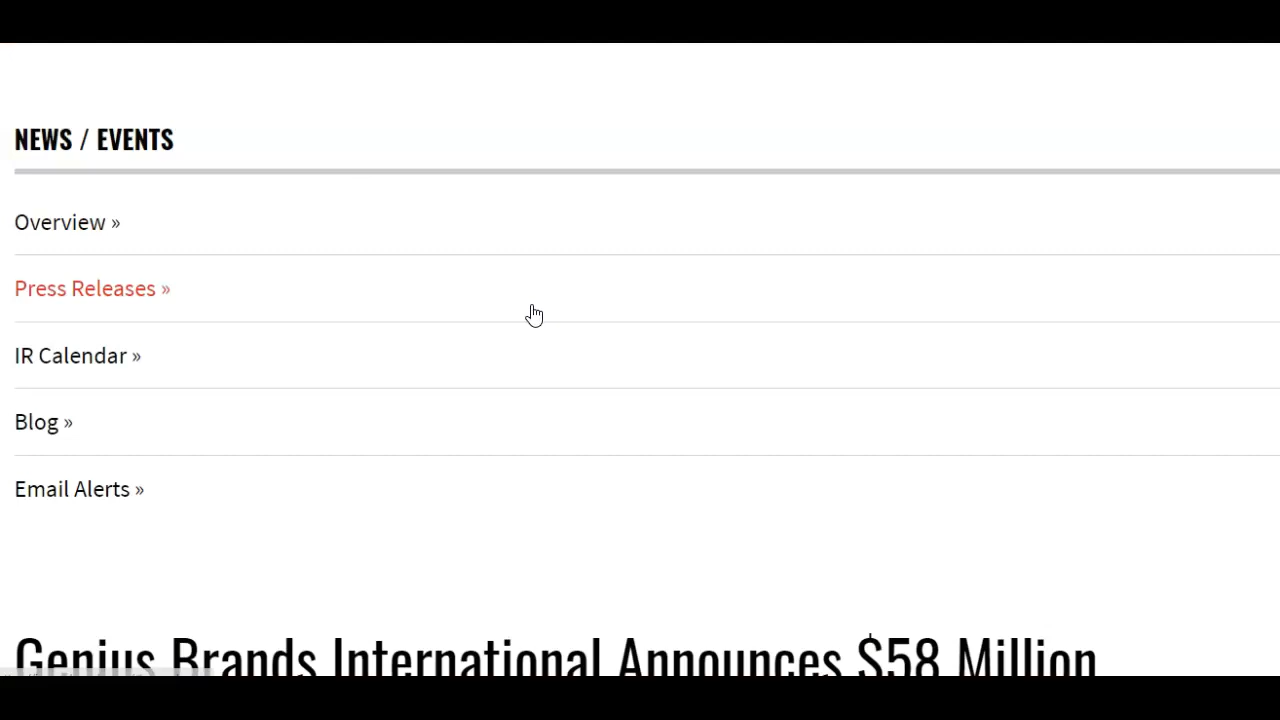 NEWS / EVENTS
Overview »
Press Releases »
IR Calendar »
Blog »
Email Alerts »
Genius Brands International Announces $58 Million